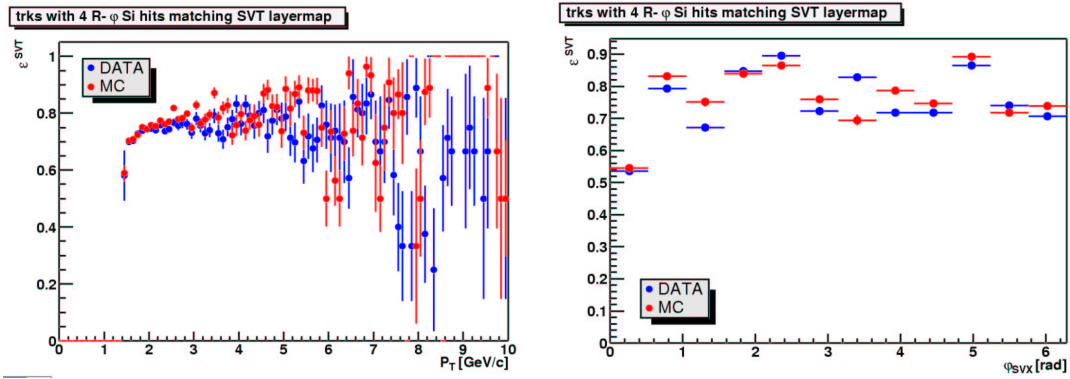 trks with 4 R- φ Si hits matching SVT layermap
ε SVT
1
0.8
0.6
0.4
0.2
0
DATA
MC
0 1 2 3 4 5 6 7 8 9 10
P_T [GeV/c]
trks with 4 R- φ Si hits matching SVT layermap
ε SVT
0.9
0.8
0.7
0.6
0.5
0.4
0.3
0.2
0.1
0
DATA
MC
0 1 2 3 4 5 6
φ_SVX [rad]